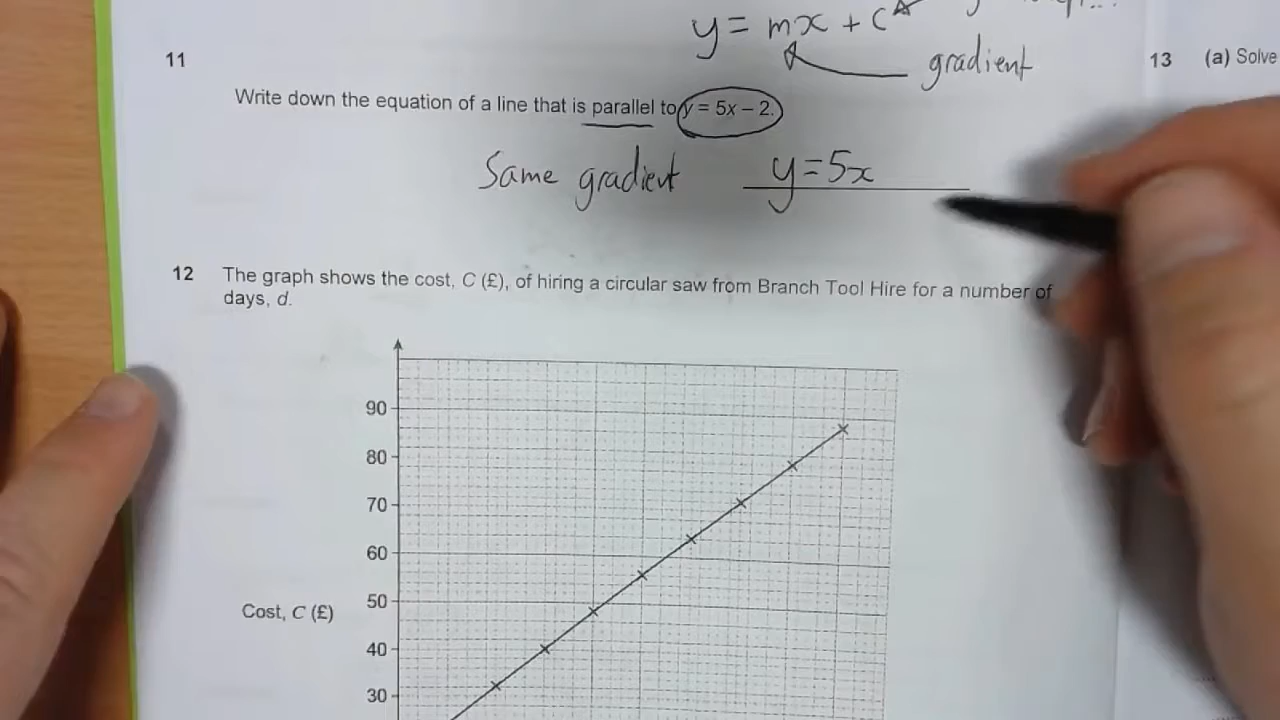 y = mx + c
gradient
11
Write down the equation of a line that is parallel to y = 5x – 2.
Same gradient y = 5x
12 The graph shows the cost, C (£), of hiring a circular saw from Branch Tool Hire for a number of
days, d.
90
80
70
60
50
Cost, C (£)
40
30
13 (a) Solve